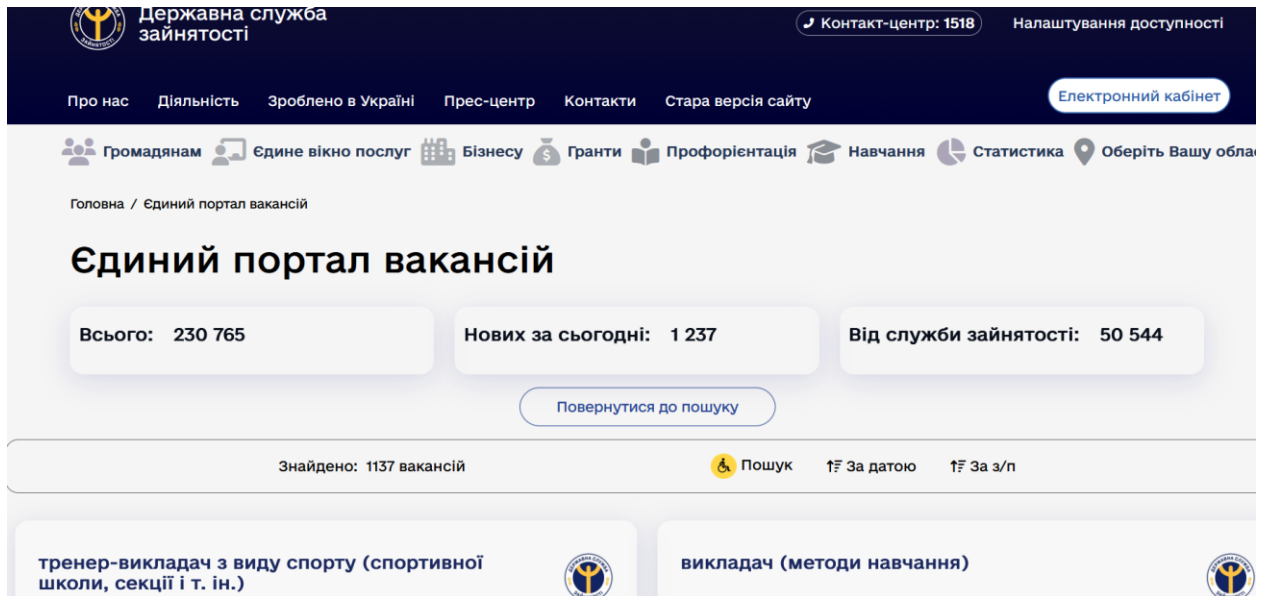 Державна служба
зайнятості
Контакт-центр: 1518
Налаштування доступності
Про нас
Діяльність
Зроблено в Україні
Прес-центр
Контакти
Стара версія сайту
Електронний кабінет
Громадянам
Єдине вікно послуг
Бізнесу
Гранти
Профорієнтація
Навчання
Статистика
Оберіть Вашу обла
Головна / Єдиний портал вакансій
Єдиний портал вакансій
Всього: 230 765
Нових за сьогодні: 1 237
Від служби зайнятості: 50 544
Повернутися до пошуку
Знайдено: 1137 вакансій
Пошук
За датою
За з/п
тренер-викладач з виду спорту (спортивної
школи, секції і т. ін.)
викладач (методи навчання)